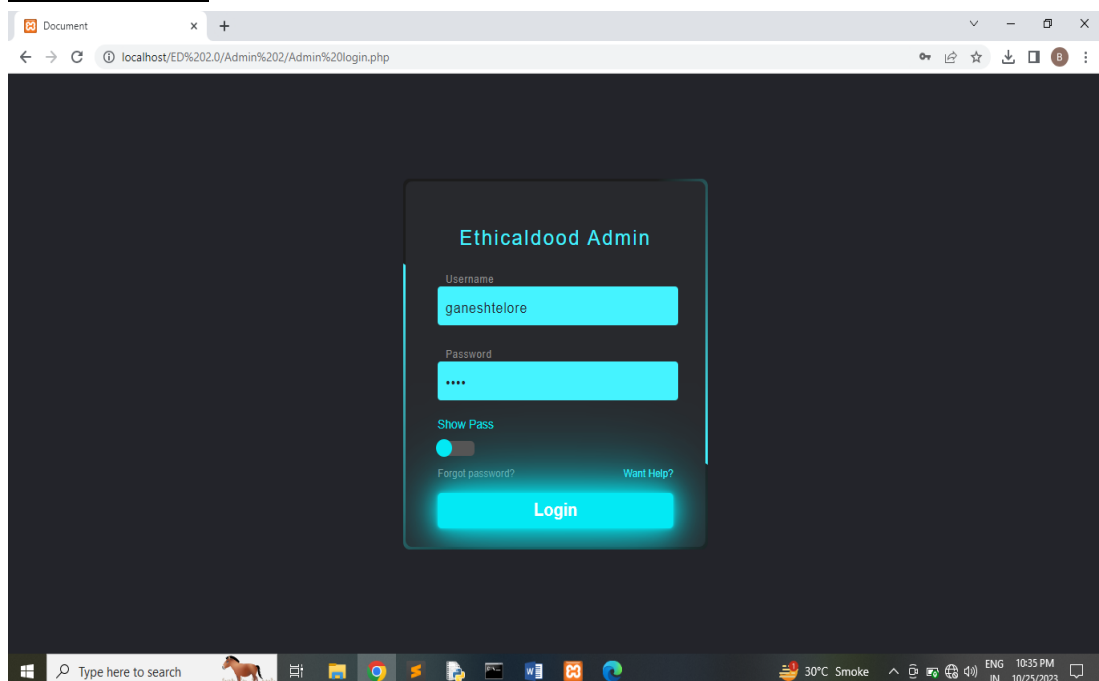 Document
localhost/ED%202.0/Admin%202/Admin%20login.php
B
Ethicaldood Admin
Username
ganeshtelore
Password
••••
Show Pass
Forgot password?
Want Help?
Login
Type here to search
30°C Smoke
ENG
IN
10:35 PM
10/25/2023